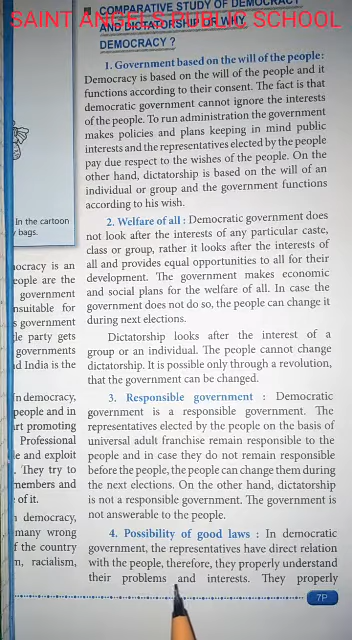 SAINT ANGELS PUBLIC SCHOOL
COMPARATIVE STUDY OF DEMOCRACY
AND DICTATORSHIP OR WHY
DEMOCRACY ?
1. Government based on the will of the people :
Democracy is based on the will of the people and it
functions according to their consent. The fact is that
democratic government cannot ignore the interests
of the people. To run administration the government
makes policies and plans keeping in mind public
interests and the representatives elected by the people
pay due respect to the wishes of the people. On the
other hand, dictatorship is based on the will of an
individual or group and the government functions
according to his wish.
2. Welfare of all : Democratic government does
not look after the interests of any particular caste,
class or group, rather it looks after the interests of
all and provides equal opportunities to all for their
development. The government makes economic
and social plans for the welfare of all. In case the
government does not do so, the people can change it
during next elections.
Dictatorship looks after the interest of a
group or an individual. The people cannot change
dictatorship. It is possible only through a revolution,
that the government can be changed.
3. Responsible government : Democratic
government is a responsible government. The
representatives elected by the people on the basis of
universal adult franchise remain responsible to the
people and in case they do not remain responsible
before the people, the people can change them during
the next elections. On the other hand, dictatorship
is not a responsible government. The government is
not answerable to the people.
4. Possibility of good laws : In democratic
government, the representatives have direct relation
with the people, therefore, they properly understand
their problems and interests. They properly
7P
In the cartoon
bags.
is an
are the
government
for
government
party gets
governments
India is the
In democracy,
people and in
promoting
Professional
and exploit
. They try to
members and
of it.
democracy,
many wrong
the country
racialism,